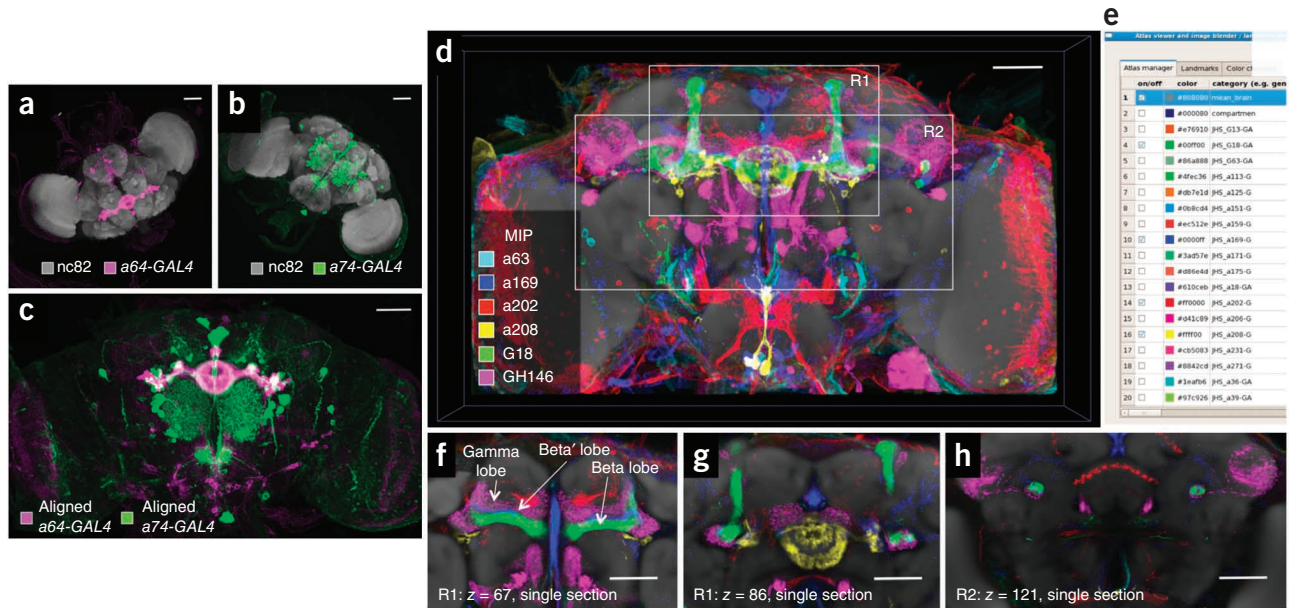 a
nc82 a64-GAL4
b
nc82 a74-GAL4
c
Aligned a64-GAL4
Aligned a74-GAL4
d
R1
R2
MIP
a63
a169
a202
a208
G18
GH146
e
Atlas viewer and image blender /
Atlas manager Landmarks Color
on/off color category (e.g. gen
1 #808080 mean_brain
2 #000080 compartmen
3 #e76910 JHS_G13-GA
4 #00ff00 JHS_G18-GA
5 #86a888 JHS_G63-GA
6 #4fec36 JHS_a113-G
7 #db7e1d JHS_a125-G
8 #0b8cd4 JHS_a151-G
9 #ec512e JHS_a159-G
10 #0000ff JHS_a169-G
11 #3ad57e JHS_a171-G
12 #d86e4d JHS_a175-G
13 #610ceb JHS_a18-GA
14 #ff0000 JHS_a202-G
15 #d41c89 JHS_a206-G
16 #ffff00 JHS_a208-G
17 #cb5083 JHS_a231-G
18 #8842cd JHS_a271-G
19 #1eafb6 JHS_a36-GA
20 #97c926 JHS_a39-GA
f
Gamma lobe
Beta′ lobe
Beta lobe
R1: z = 67, single section
g
R1: z = 86, single section
h
R2: z = 121, single section